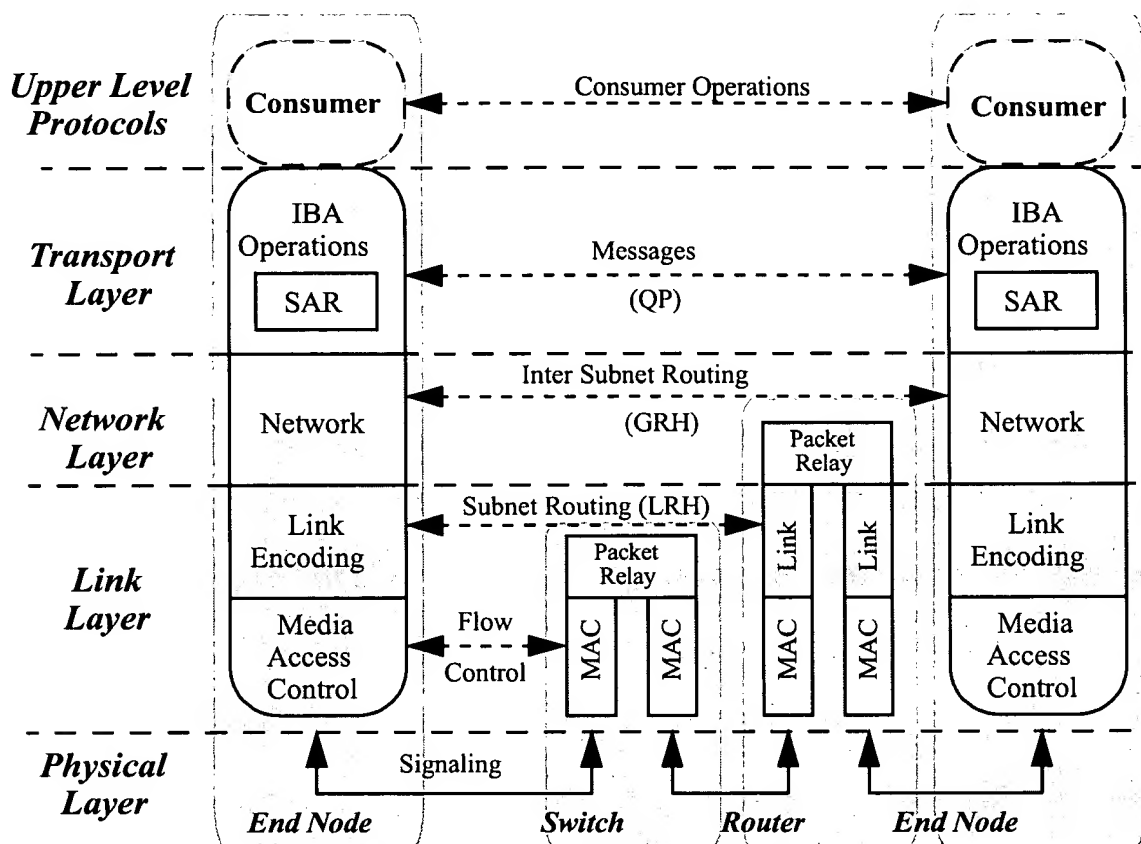 Upper Level
Protocols
Consumer
Consumer Operations
Consumer
Transport
Layer
IBA
Operations
SAR
Messages
(QP)
IBA
Operations
SAR
Network
Layer
Network
Inter Subnet Routing
(GRH)
Packet
Relay
Network
Link
Layer
Link
Encoding
Subnet Routing (LRH)
Packet
Relay
Link
Link
Link
Encoding
Media
Access
Control
Flow
Control
MAC
MAC
MAC
MAC
Media
Access
Control
Physical
Layer
Signaling
End Node
Switch
Router
End Node